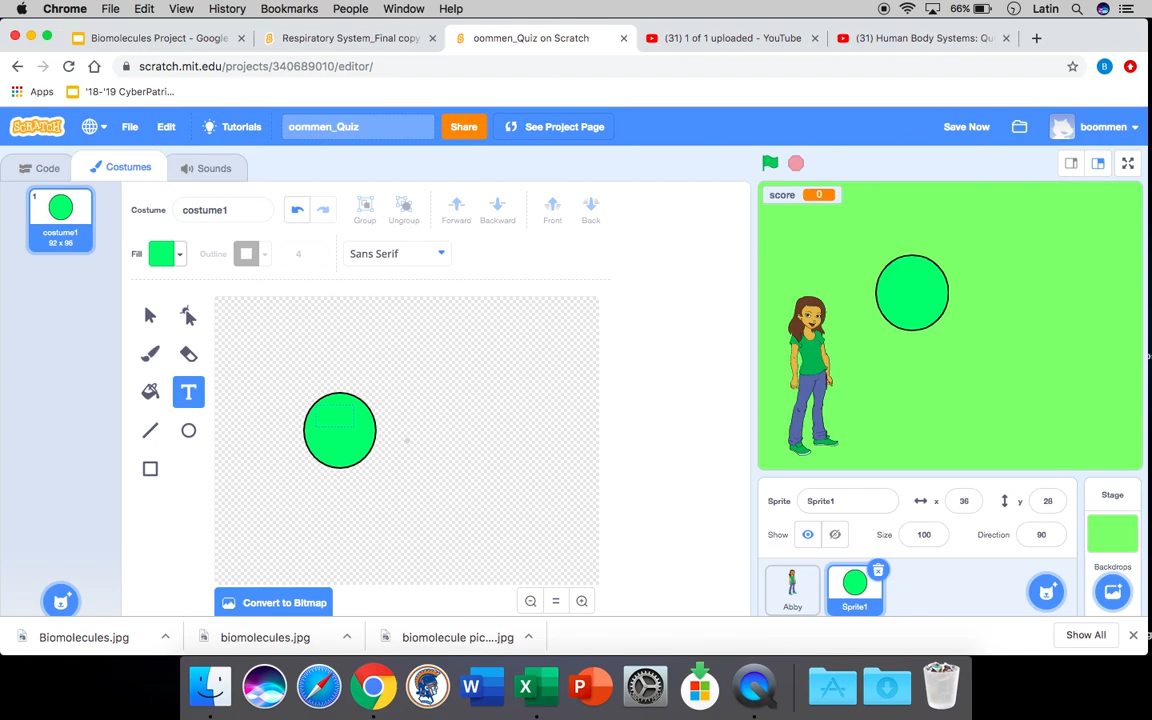 Chrome File Edit View History Bookmarks People Window Help 66% Latin
Biomolecules Project - Google Respiratory System_Final copy oommen_Quiz on Scratch (31) 1 of 1 uploaded - YouTube (31) Human Body Systems: Qu
scratch.mit.edu/projects/340689010/editor/ B
Apps '18-'19 CyberPatri...
SCRATCH File Edit Tutorials oommen_Quiz Share See Project Page Save Now boommen
Code Costumes Sounds
1 costume1 92 x 96
Costume costume1 Group Ungroup Forward Backward Front Back
Fill Outline 4 Sans Serif
T
Convert to Bitmap
score 0
Sprite Sprite1 x 36 y 28
Show Size 100 Direction 90
Abby Sprite1
Stage
Backdrops
Biomolecules.jpg biomolecules.jpg biomolecule pic....jpg Show All
W X P